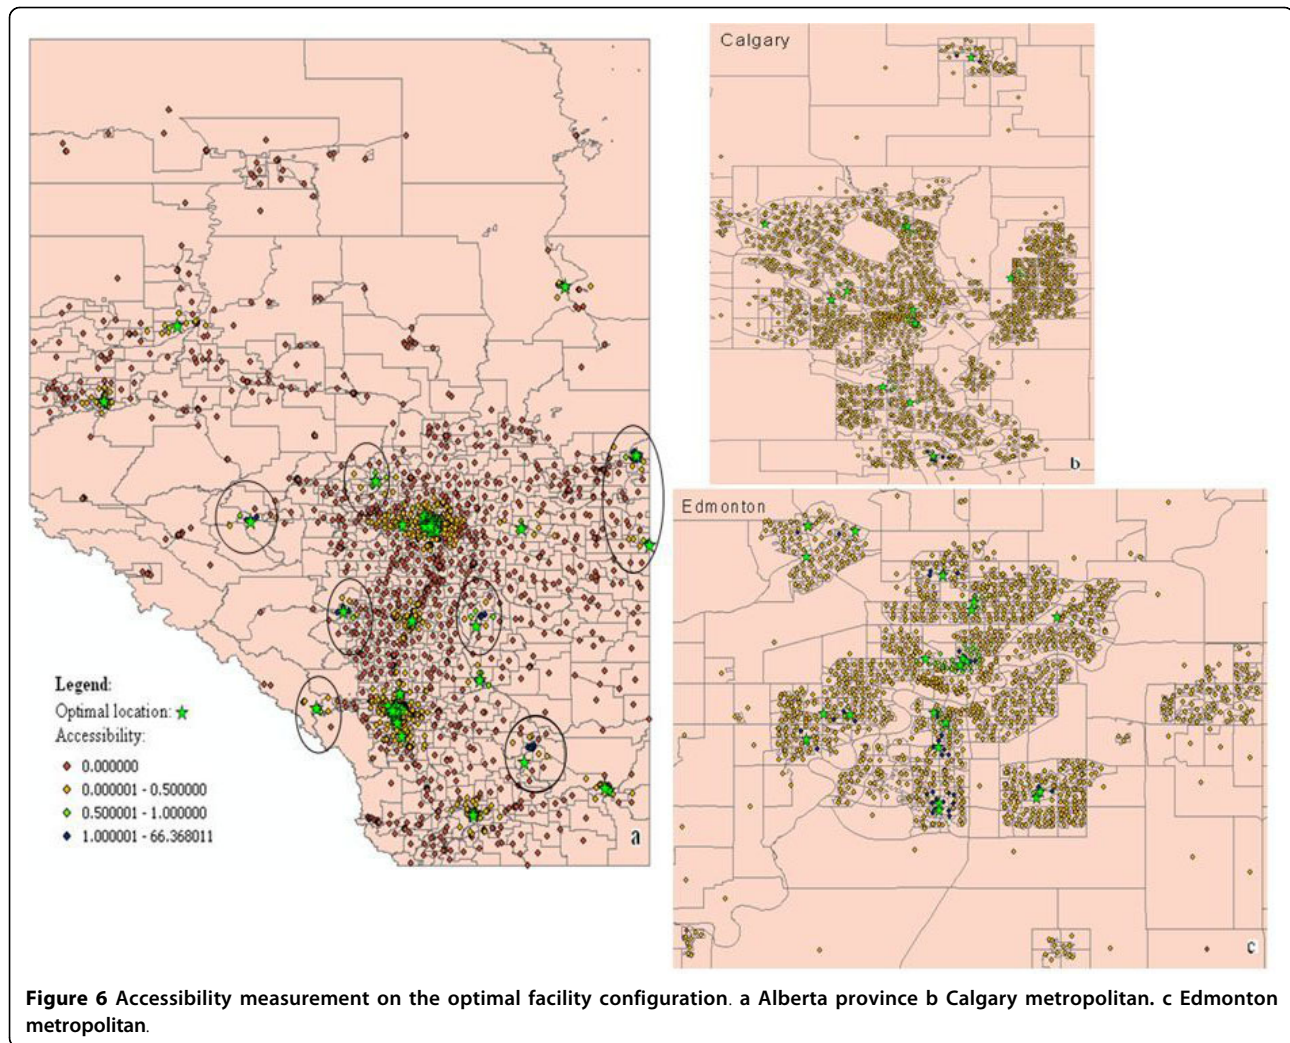 Calgary
b
Edmonton
c
Legend:
Optimal location:
Accessibility:
0.000000
0.000001 - 0.500000
0.500001 - 1.000000
1.000001 - 66.368011
a
Figure 6 Accessibility measurement on the optimal facility configuration. a Alberta province b Calgary metropolitan. c Edmonton
metropolitan.